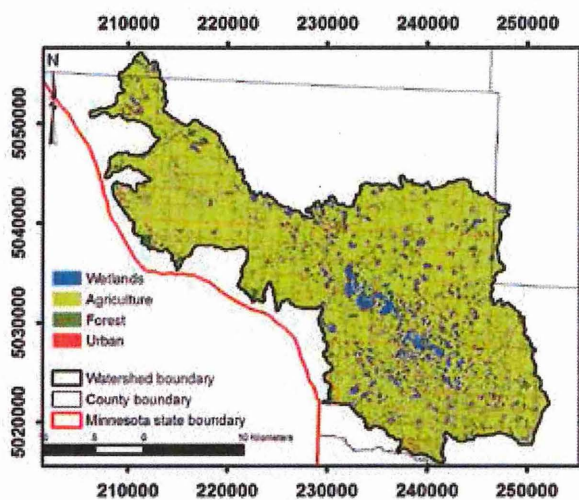 210000 220000 230000 240000 250000
N
5050000
5040000
5030000
5020000
Wetlands
Agriculture
Forest
Urban
Watershed boundary
County boundary
Minnesota state boundary
10 Kilometers
210000 220000 230000 240000 250000